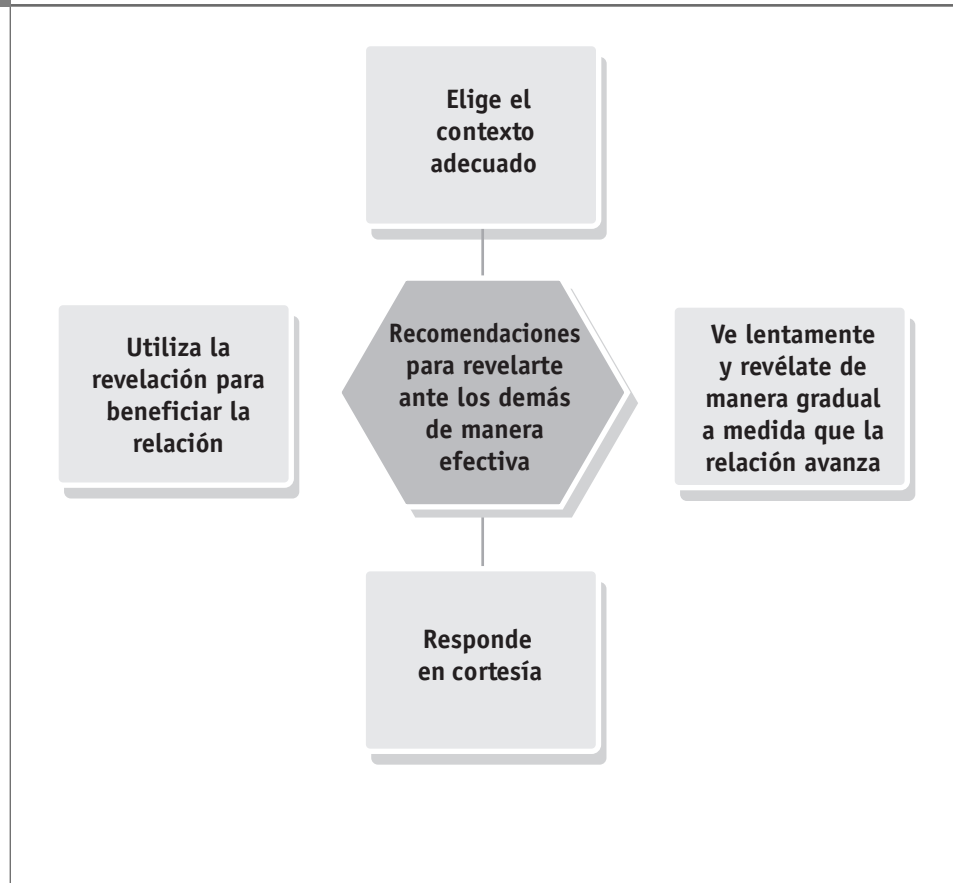 Elige el
contexto
adecuado
Utiliza la
revelación para
beneficiar la
relación
Recomendaciones
para revelarte
ante los demás
de manera
efectiva
Ve lentamente
y revélate de
manera gradual
a medida que la
relación avanza
Responde
en cortesía